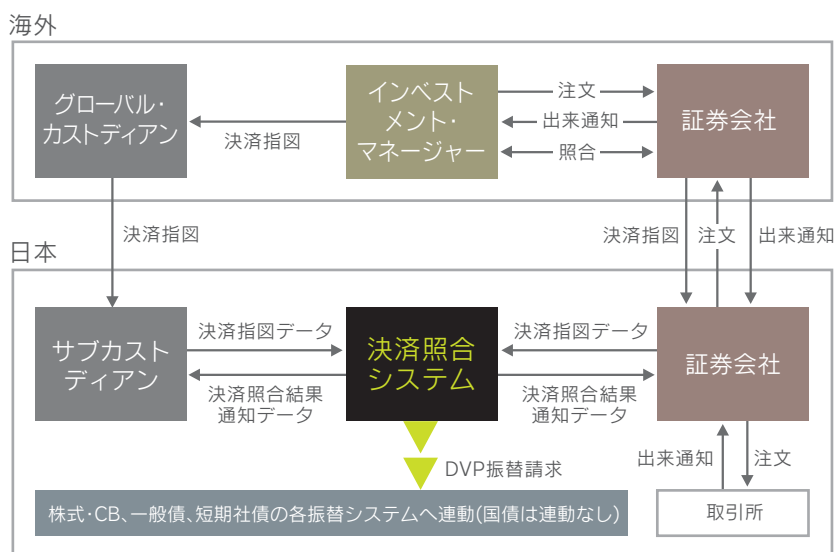 海外
グローバル・
カストディアン
決済指図
インベスト
メント・
マネージャー
注文
出来通知
照合
証券会社
決済指図
決済指図
注文
出来通知
日本
サブカスト
ディアン
決済指図データ
決済照合結果
通知データ
決済照合
システム
決済指図データ
決済照合結果
通知データ
証券会社
DVP振替請求
出来通知
注文
株式・CB、一般債、短期社債の各振替システムへ連動(国債は連動なし)
取引所